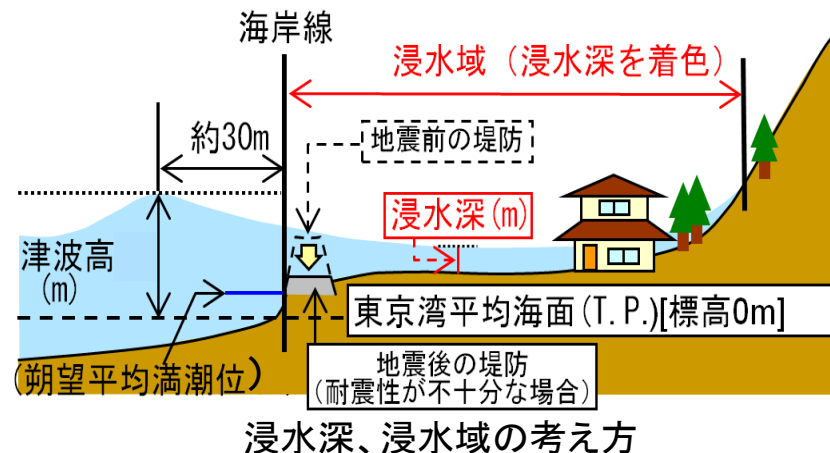 海岸線
浸水域（浸水深を着色）
約30m
地震前の堤防
浸水深(m)
津波高
(m)
東京湾平均海面(T.P.)[標高0m]
(朔望平均満潮位)
地震後の堤防
(耐震性が不十分な場合)
浸水深、浸水域の考え方